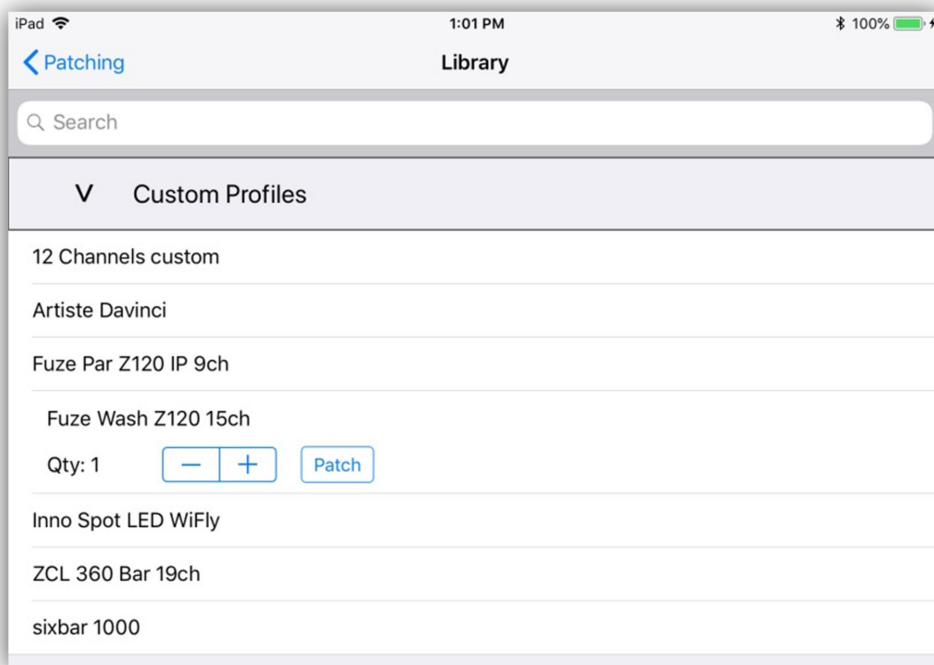 iPad 1:01 PM 100%
Patching Library
Search
V Custom Profiles
12 Channels custom
Artiste Davinci
Fuze Par Z120 IP 9ch
Fuze Wash Z120 15ch
Qty: 1 − + Patch
Inno Spot LED WiFly
ZCL 360 Bar 19ch
sixbar 1000